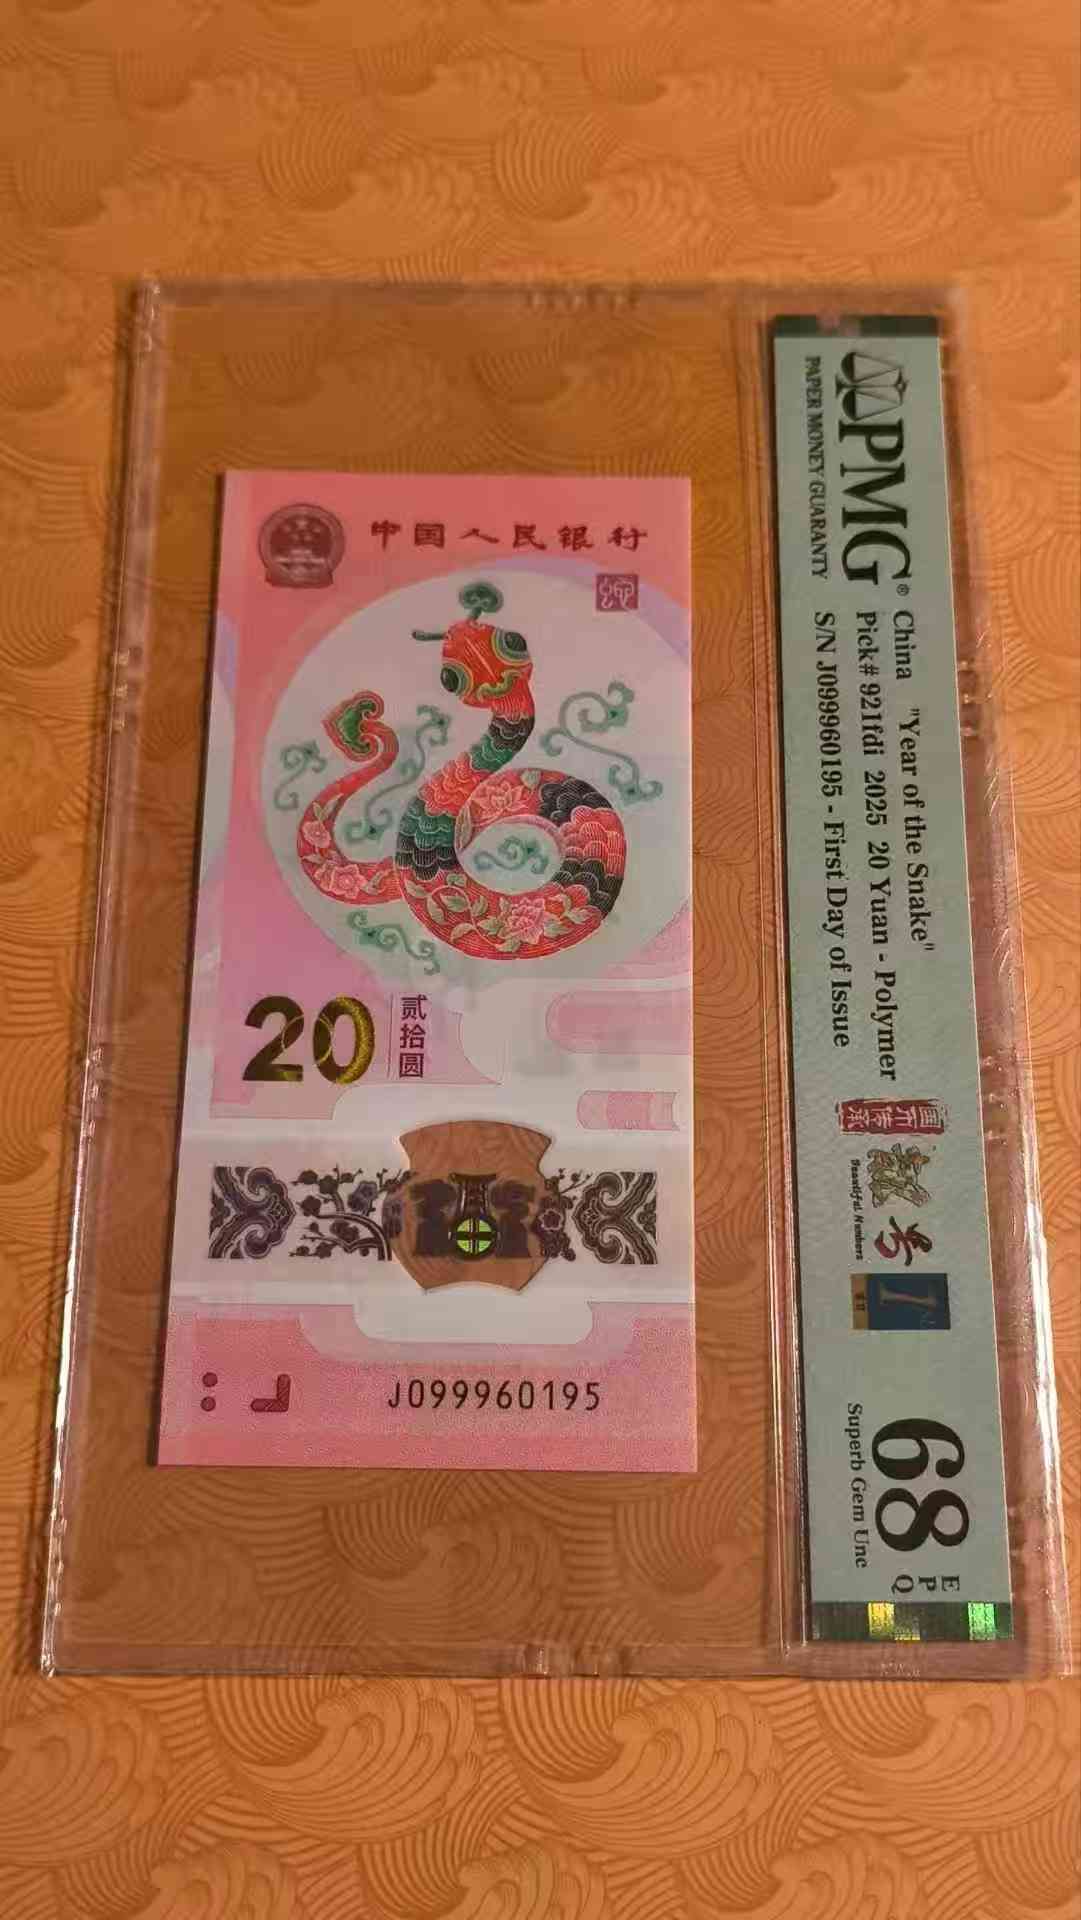 中国人民银行
20
贰拾圆
J099960195
PMG®
PAPER MONEY GUARANTY
China "Year of the Snake"
Pick# 921fdi 2025 20 Yuan - Polymer
S/N J099960195 - First Day of Issue
Beautiful Numbers
68
EPQ
Superb Gem Unc